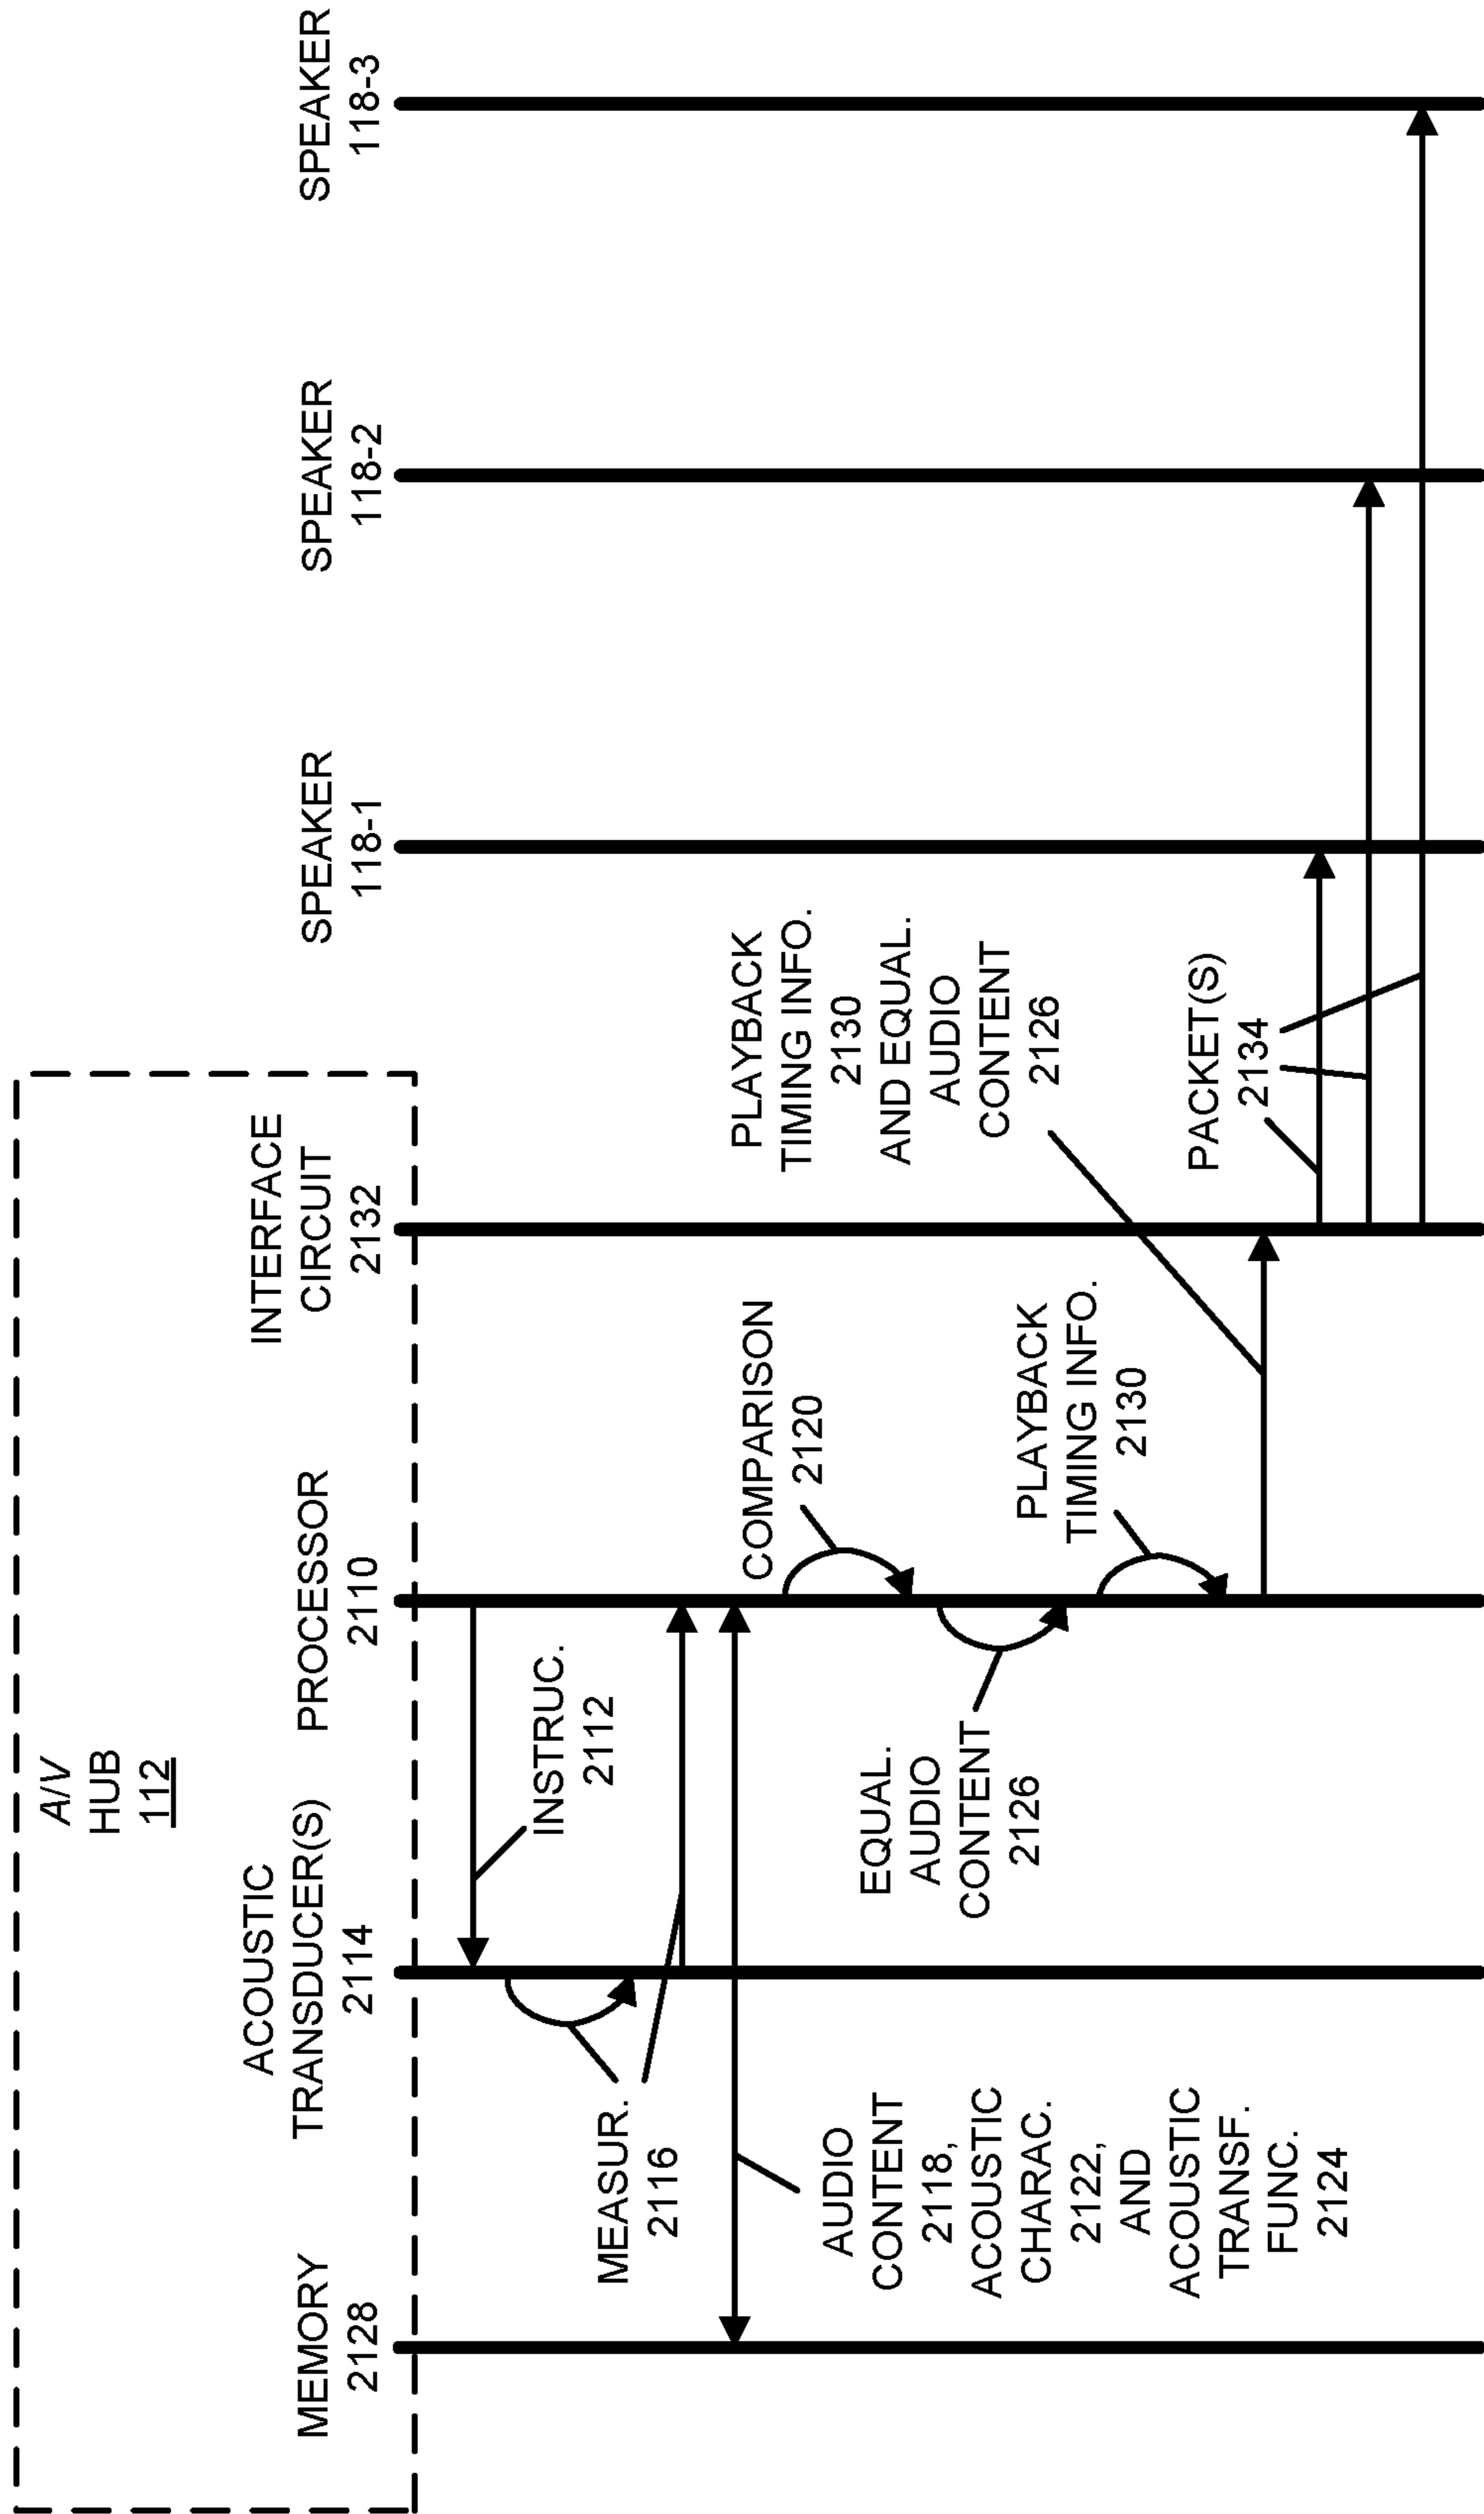 A/V
HUB
112
MEMORY
2128
ACOUSTIC
TRANSDUCER(S)
2114
PROCESSOR
2110
INTERFACE
CIRCUIT
2132
SPEAKER
118-1
SPEAKER
118-2
SPEAKER
118-3
INSTRUC.
2112
MEASUR.
2116
AUDIO
CONTENT
2118,
ACOUSTIC
CHARAC.
2122,
AND
ACOUSTIC
TRANSF.
FUNC.
2124
COMPARISON
2120
EQUAL.
AUDIO
CONTENT
2126
PLAYBACK
TIMING INFO.
2130
PLAYBACK
TIMING INFO.
2130
AND EQUAL.
AUDIO
CONTENT
2126
PACKET(S)
2134